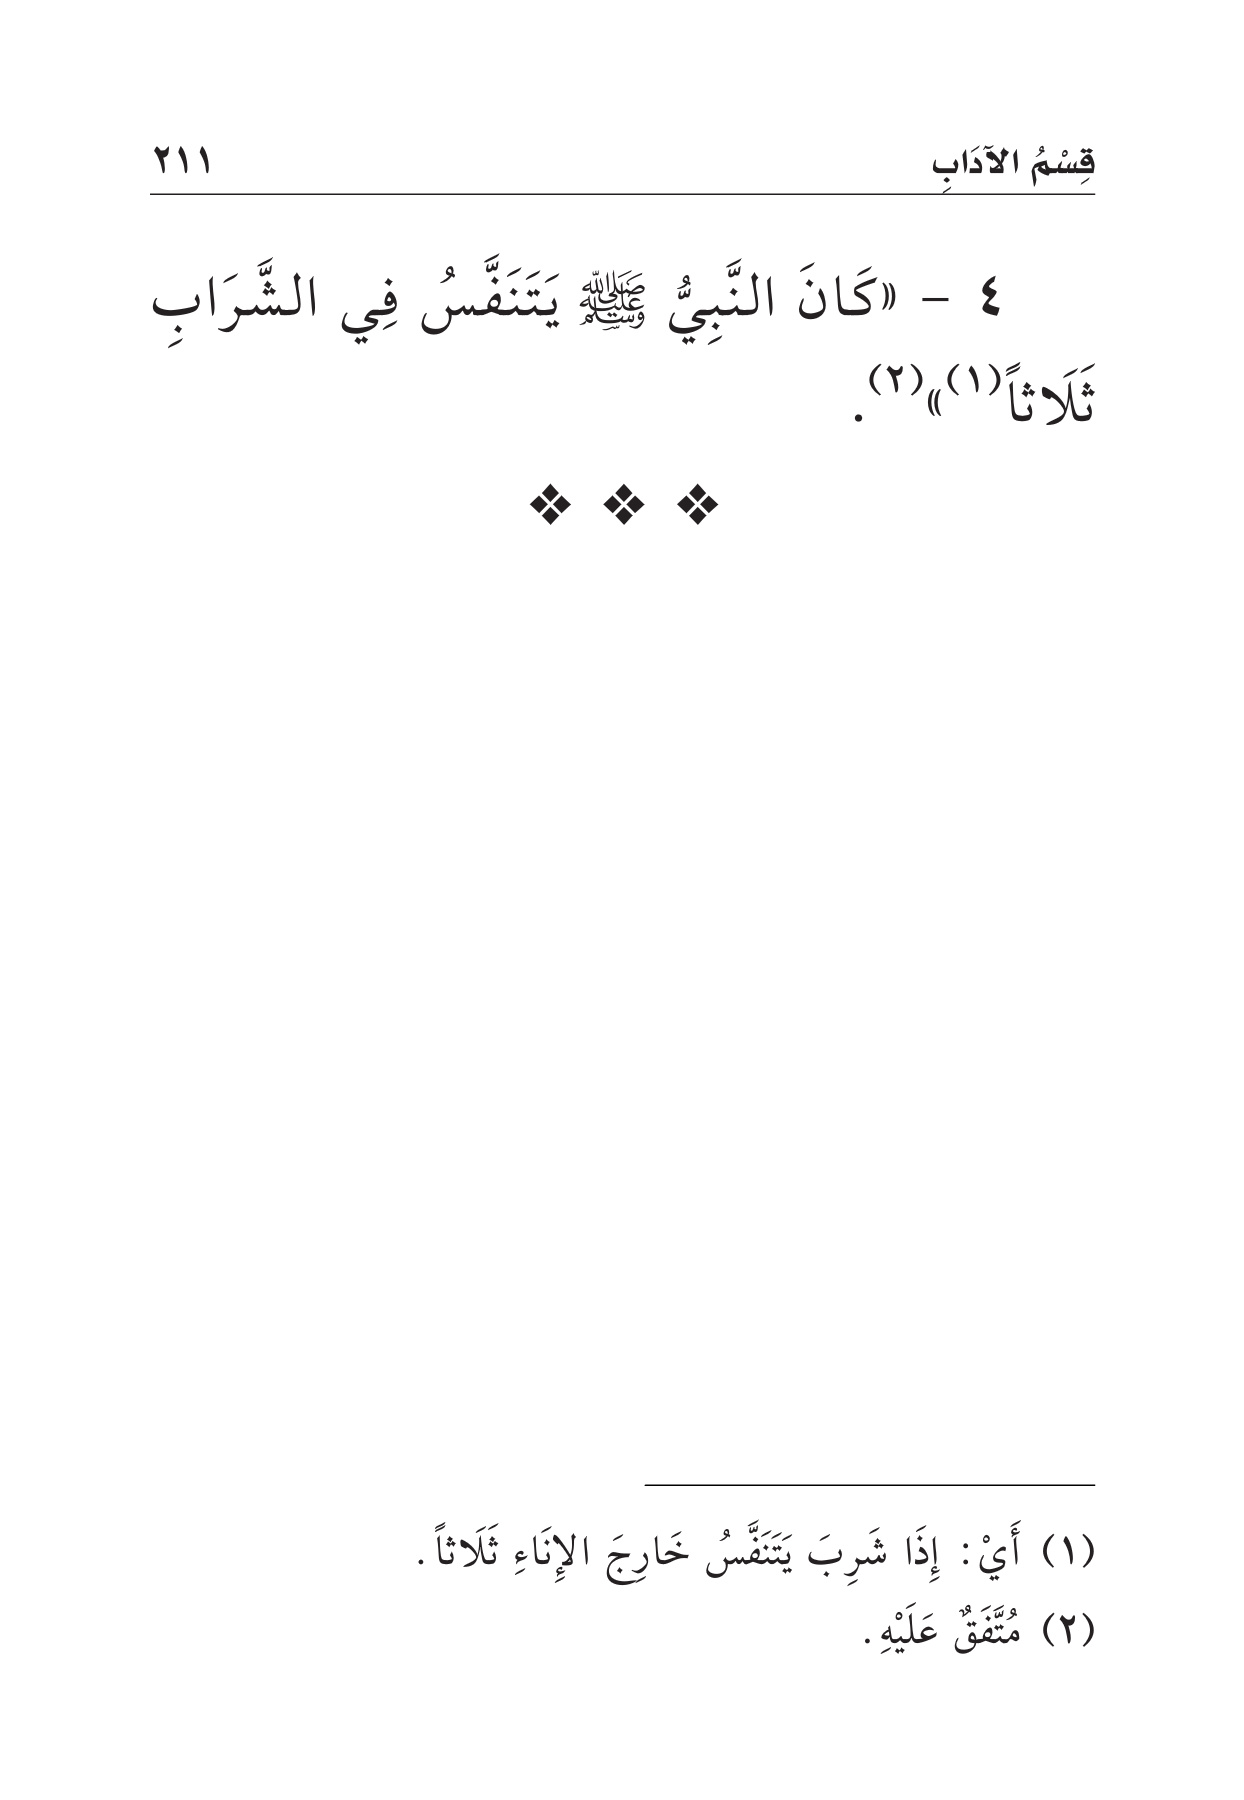 قِسْمُ الآدَابِ ٢١١
٤ - «كَانَ النَّبِيُّ ﷺ يَتَنَفَّسُ فِي الشَّرَابِ
ثَلَاثاً(١)»(٢).
❖ ❖ ❖
(١) أَيْ: إِذَا شَرِبَ يَتَنَفَّسُ خَارِجَ الإِنَاءِ ثَلَاثاً.
(٢) مُتَّفَقٌ عَلَيْهِ.